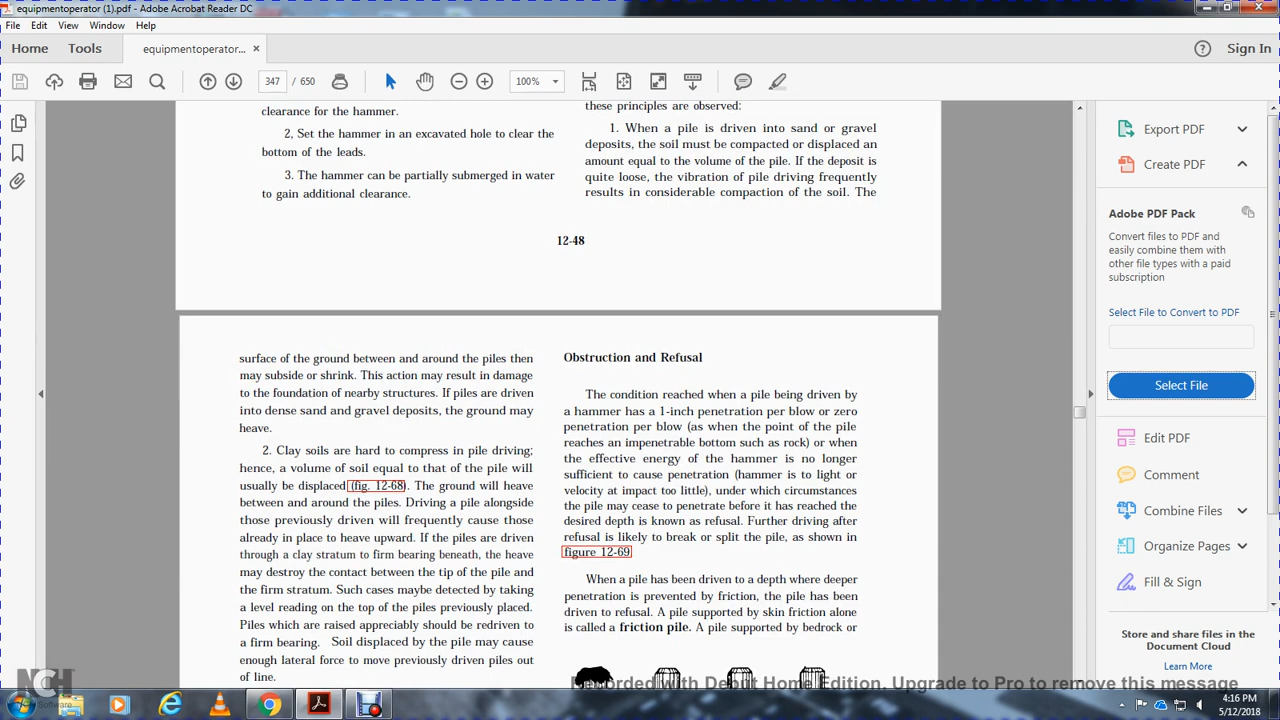 equipmentoperator (1).pdf - Adobe Acrobat Reader DC
File Edit View Window Help
Home Tools equipmentoperator... × Sign In
347 / 650 100%
clearance for the hammer.
2, Set the hammer in an excavated hole to clear the
bottom of the leads.
3. The hammer can be partially submerged in water
to gain additional clearance.
these principles are observed:
1. When a pile is driven into sand or gravel
deposits, the soil must be compacted or displaced an
amount equal to the volume of the pile. If the deposit is
quite loose, the vibration of pile driving frequently
results in considerable compaction of the soil. The
12-48
surface of the ground between and around the piles then
may subside or shrink. This action may result in damage
to the foundation of nearby structures. If piles are driven
into dense sand and gravel deposits, the ground may
heave.
2. Clay soils are hard to compress in pile driving;
hence, a volume of soil equal to that of the pile will
usually be displaced (fig. 12-68). The ground will heave
between and around the piles. Driving a pile alongside
those previously driven will frequently cause those
already in place to heave upward. If the piles are driven
through a clay stratum to firm bearing beneath, the heave
may destroy the contact between the tip of the pile and
the firm stratum. Such cases maybe detected by taking
a level reading on the top of the piles previously placed.
Piles which are raised appreciably should be redriven to
a firm bearing. Soil displaced by the pile may cause
enough lateral force to move previously driven piles out
of line.
Obstruction and Refusal
The condition reached when a pile being driven by
a hammer has a 1-inch penetration per blow or zero
penetration per blow (as when the point of the pile
reaches an impenetrable bottom such as rock) or when
the effective energy of the hammer is no longer
sufficient to cause penetration (hammer is to light or
velocity at impact too little), under which circumstances
the pile may cease to penetrate before it has reached the
desired depth is known as refusal. Further driving after
refusal is likely to break or split the pile, as shown in
figure 12-69
When a pile has been driven to a depth where deeper
penetration is prevented by friction, the pile has been
driven to refusal. A pile supported by skin friction alone
is called a friction pile. A pile supported by bedrock or
Export PDF
Create PDF
Adobe PDF Pack
Convert files to PDF and
easily combine them with
other file types with a paid
subscription
Select File to Convert to PDF
Select File
Edit PDF
Comment
Combine Files
Organize Pages
Fill & Sign
Store and share files in the
Document Cloud
Learn More
NCH
Software
Recorded with Debut Home Edition. Upgrade to Pro to remove this message
4:16 PM
5/12/2018